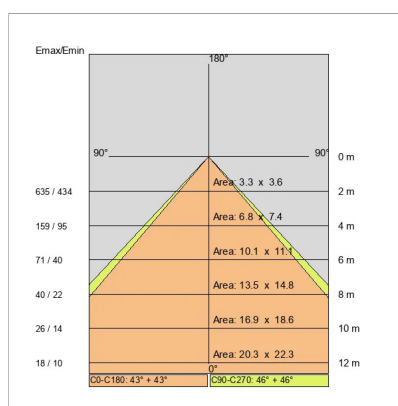 Emax/Emin
180°
90° 90° 0 m
Area: 3.3 x 3.6
635 / 434 2 m
Area: 6.8 x 7.4
159 / 95 4 m
Area: 10.1 x 11.1
71 / 40 6 m
Area: 13.5 x 14.8
40 / 22 8 m
Area: 16.9 x 18.6
26 / 14 10 m
Area: 20.3 x 22.3
18 / 10 12 m
0°
C0-C180: 43° + 43° C90-C270: 46° + 46°